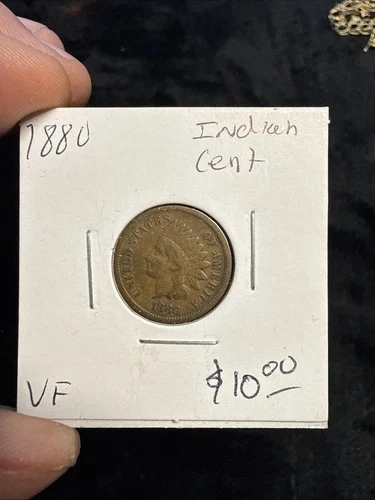 1880
Indian
Cent
UNITED STATES OF AMERICA
VF
$10.00